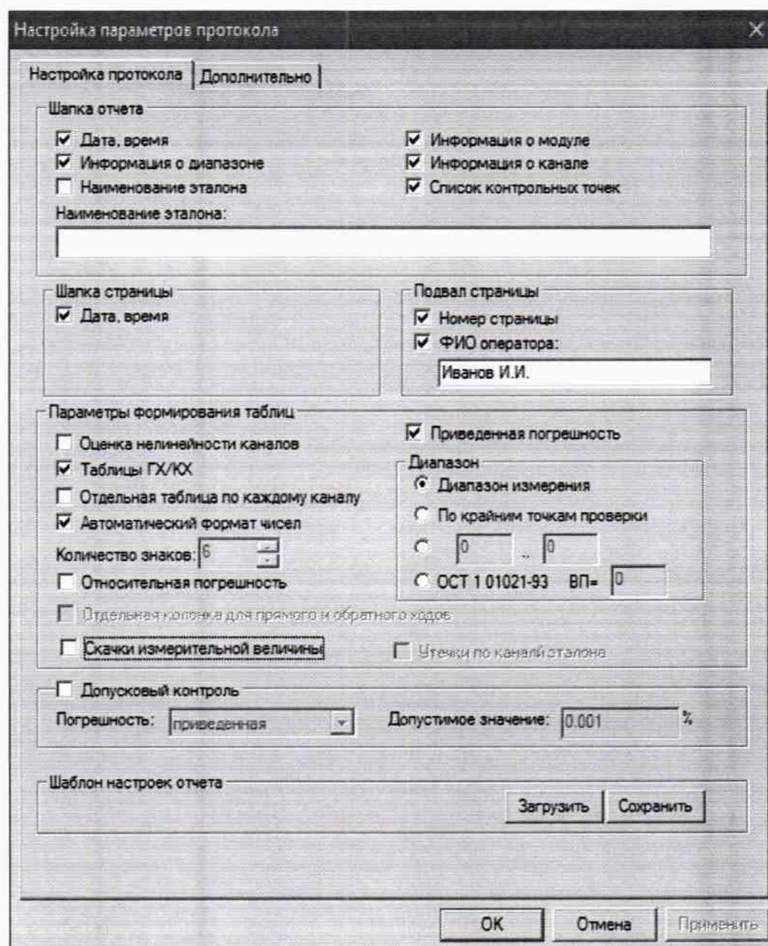 Настройка параметров протокола
Настройка протокола
Дополнительно
Шапка отчета
Дата, время
Информация о модуле
Информация о диапазоне
Информация о канале
Наименование эталона
Список контрольных точек
Наименование эталона:
Шапка страницы
Подвал страницы
Дата, время
Номер страницы
ФИО оператора:
Иванов И.И.
Параметры формирования таблиц
Оценка нелинейности каналов
Приведенная погрешность
Таблицы ГХ/КХ
Диапазон
Диапазон измерения
Отдельная таблица по каждому каналу
По крайним точкам проверки
Автоматический формат чисел
0 .. 0
Количество знаков: 6
Относительная погрешность
ОСТ 1 01021-93 ВП= 0
Отдельная колонка для прямого и обратного ходов
Скачки измерительной величины
Утечки по каналй эталона
Допусковый контроль
Погрешность: приведенная
Допустимое значение: 0.001 %
Шаблон настроек отчета
Загрузить
Сохранить
OK
Отмена
Применить